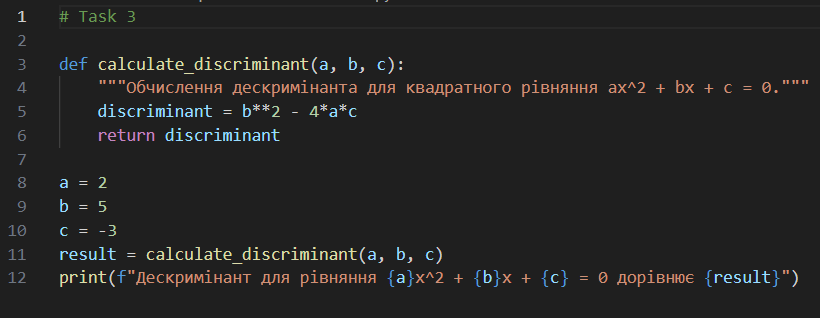 1 # Task 3
2
3 def calculate_discriminant(a, b, c):
4     """Обчислення дескримінанта для квадратного рівняння ax^2 + bx + c = 0."""
5     discriminant = b**2 - 4*a*c
6     return discriminant
7
8 a = 2
9 b = 5
10 c = -3
11 result = calculate_discriminant(a, b, c)
12 print(f"Дескримінант для рівняння {a}x^2 + {b}x + {c} = 0 дорівнює {result}")